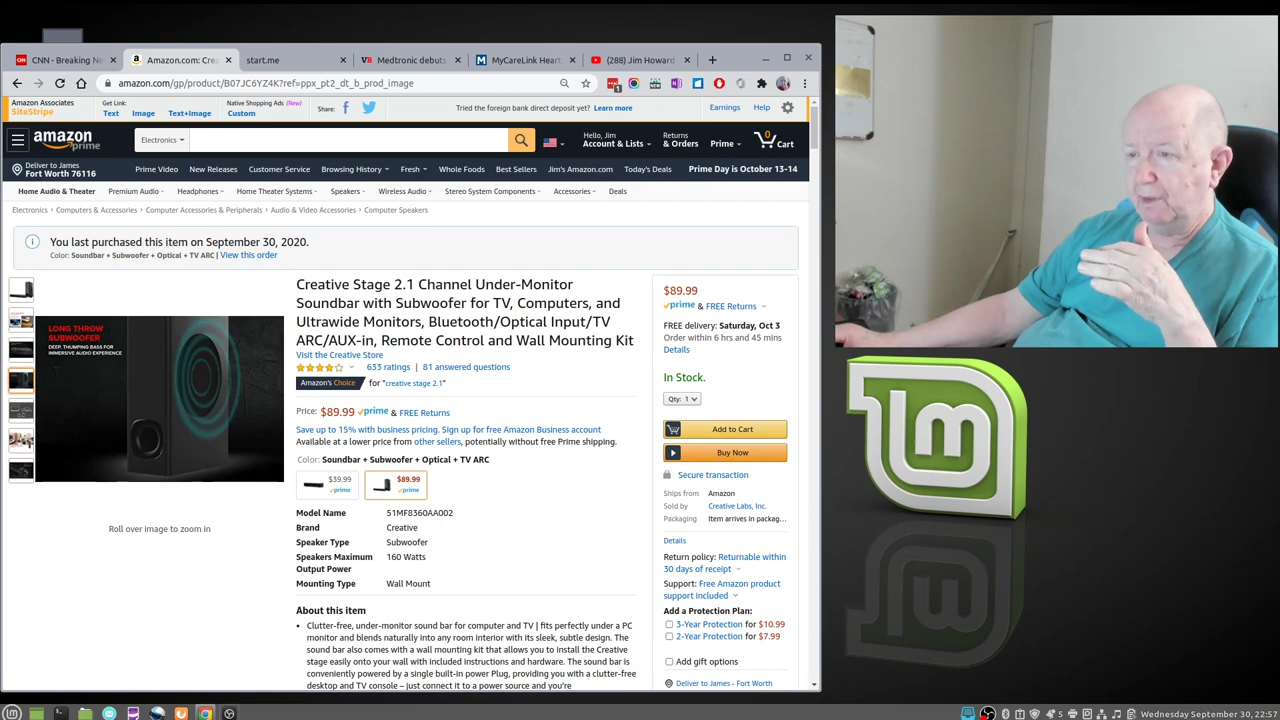 CNN - Breaking Ne
Amazon.com: Crea
start.me
Medtronic debuts
MyCareLink Heart
(288) Jim Howard
amazon.com/gp/product/B07JC6YZ4K?ref=ppx_pt2_dt_b_prod_image
Amazon Associates
SiteStripe
Get Link:
Text
Image
Text+Image
Native Shopping Ads (New)
Custom
Share:
Tried the foreign bank direct deposit yet? Learn more
Earnings
Help
amazon
prime
Electronics
Hello, Jim
Account & Lists
Returns
& Orders
Prime
0
Cart
Deliver to James
Fort Worth 76116
Prime Video
New Releases
Customer Service
Browsing History
Fresh
Whole Foods
Best Sellers
Jim's Amazon.com
Today's Deals
Prime Day is October 13-14
Home Audio & Theater
Premium Audio
Headphones
Home Theater Systems
Speakers
Wireless Audio
Stereo System Components
Accessories
Deals
Electronics › Computers & Accessories › Computer Accessories & Peripherals › Audio & Video Accessories › Computer Speakers
You last purchased this item on September 30, 2020.
Color: Soundbar + Subwoofer + Optical + TV ARC | View this order
LONG THROW
SUBWOOFER
DEEP, THUMPING BASS FOR
IMMERSIVE AUDIO EXPERIENCE
Roll over image to zoom in
Creative Stage 2.1 Channel Under-Monitor
Soundbar with Subwoofer for TV, Computers, and
Ultrawide Monitors, Bluetooth/Optical Input/TV
ARC/AUX-in, Remote Control and Wall Mounting Kit
Visit the Creative Store
633 ratings | 81 answered questions
Amazon's Choice for "creative stage 2.1"
Price: $89.99 prime & FREE Returns
Save up to 15% with business pricing. Sign up for free Amazon Business account
Available at a lower price from other sellers, potentially without free Prime shipping.
Color: Soundbar + Subwoofer + Optical + TV ARC
$39.99
prime
$89.99
prime
Model Name 51MF8360AA002
Brand Creative
Speaker Type Subwoofer
Speakers Maximum 160 Watts
Output Power
Mounting Type Wall Mount
About this item
• Clutter-free, under-monitor sound bar for computer and TV | fits perfectly under a PC
monitor and blends naturally into any room interior with its sleek, subtle design. The
sound bar also comes with a wall mounting kit that allows you to install the Creative
stage easily onto your wall with included instructions and hardware. The sound bar is
conveniently powered by a single built-in power Plug, providing you with a clutter-free
desktop and TV console – just connect it to a power source and you're
$89.99
prime & FREE Returns
FREE delivery: Saturday, Oct 3
Order within 6 hrs and 45 mins
Details
In Stock.
Qty: 1
Add to Cart
Buy Now
Secure transaction
Ships from Amazon
Sold by Creative Labs, Inc.
Packaging Item arrives in packag...
Details
Return policy: Returnable within
30 days of receipt
Support: Free Amazon product
support included
Add a Protection Plan:
3-Year Protection for $10.99
2-Year Protection for $7.99
Add gift options
Deliver to James - Fort Worth
5
Wednesday September 30, 22:57